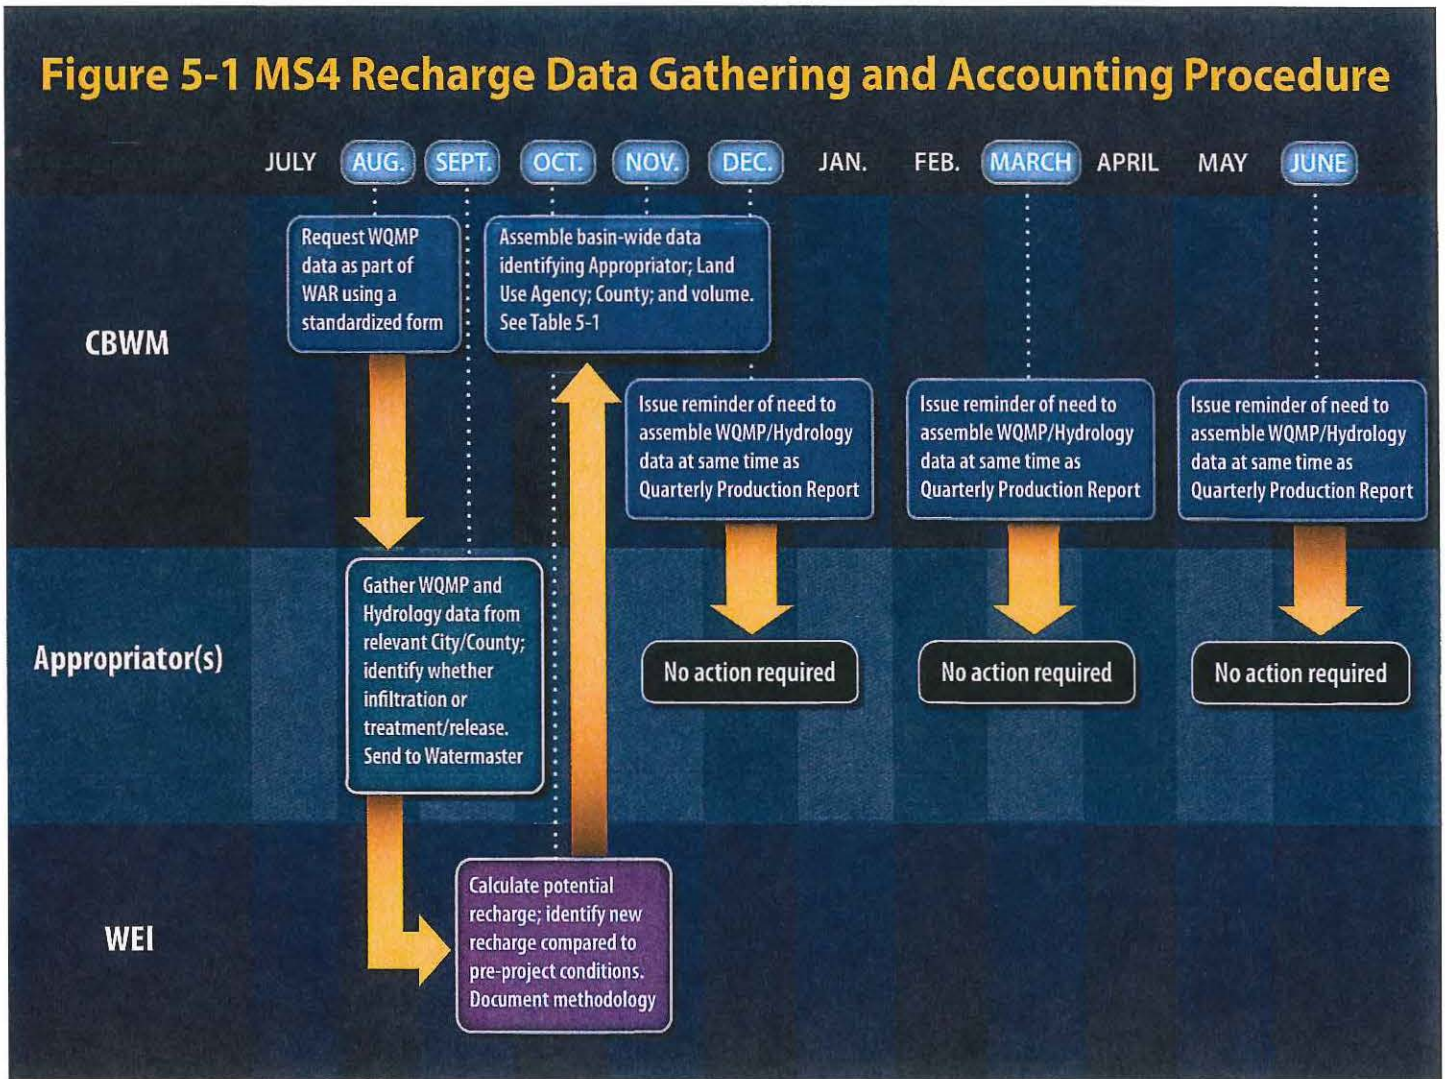 Figure 5-1 MS4 Recharge Data Gathering and Accounting Procedure
JULY AUG. SEPT. OCT. NOV. DEC. JAN. FEB. MARCH APRIL MAY JUNE
CBWM
Request WQMP
data as part of
WAR using a
standardized form
Assemble basin-wide data
identifying Appropriator; Land
Use Agency; County; and volume.
See Table 5-1
Issue reminder of need to
assemble WQMP/Hydrology
data at same time as
Quarterly Production Report
Issue reminder of need to
assemble WQMP/Hydrology
data at same time as
Quarterly Production Report
Issue reminder of need to
assemble WQMP/Hydrology
data at same time as
Quarterly Production Report
Appropriator(s)
Gather WQMP and
Hydrology data from
relevant City/County;
identify whether
infiltration or
treatment/release.
Send to Watermaster
No action required
No action required
No action required
WEI
Calculate potential
recharge; identify new
recharge compared to
pre-project conditions.
Document methodology